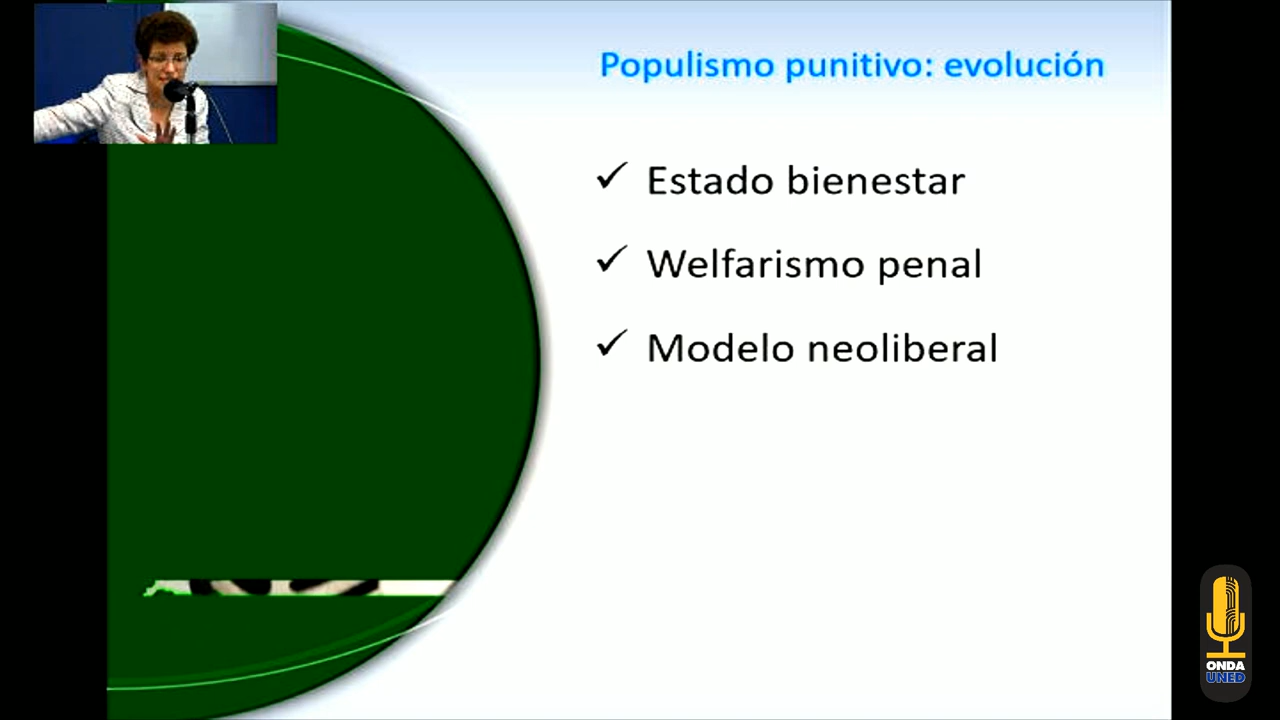 Populismo punitivo: evolución
✓ Estado bienestar
✓ Welfarismo penal
✓ Modelo neoliberal
ONDA
UNED